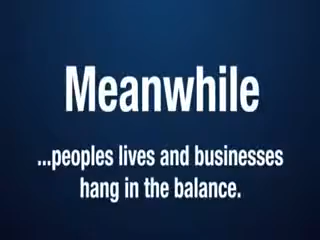 Meanwhile
...peoples lives and businesses
hang in the balance.